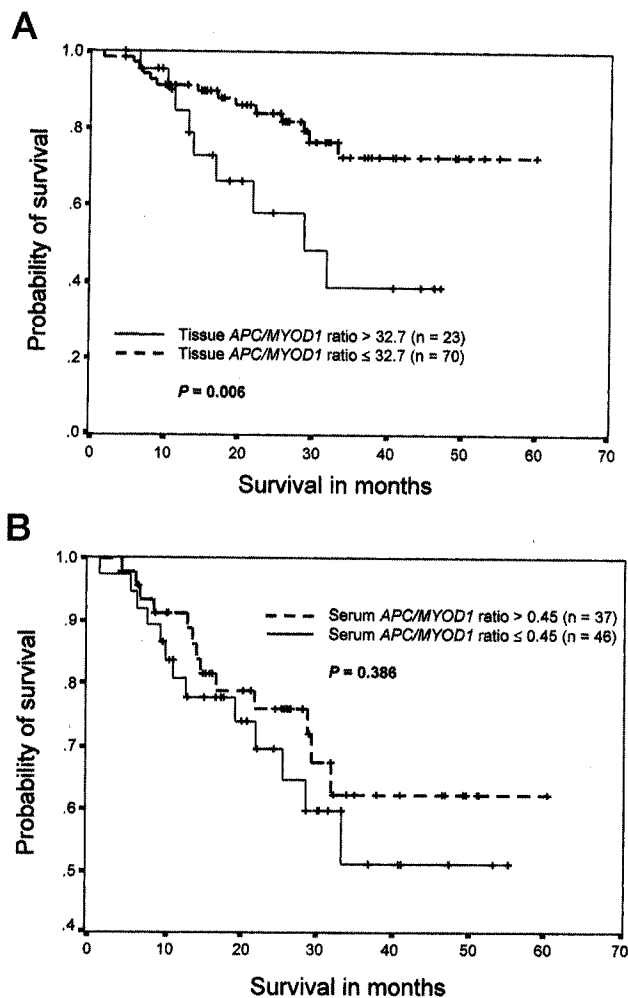 A
Probability of survival
1.0
.8
.6
.4
.2
.0
Tissue APC/MYOD1 ratio > 32.7 (n = 23)
Tissue APC/MYOD1 ratio ≤ 32.7 (n = 70)
P = 0.006
0 10 20 30 40 50 60 70
Survival in months
B
Probability of survival
1.0
.9
.8
.7
.6
.5
.4
Serum APC/MYOD1 ratio > 0.45 (n = 37)
Serum APC/MYOD1 ratio ≤ 0.45 (n = 46)
P = 0.386
0 10 20 30 40 50 60 70
Survival in months